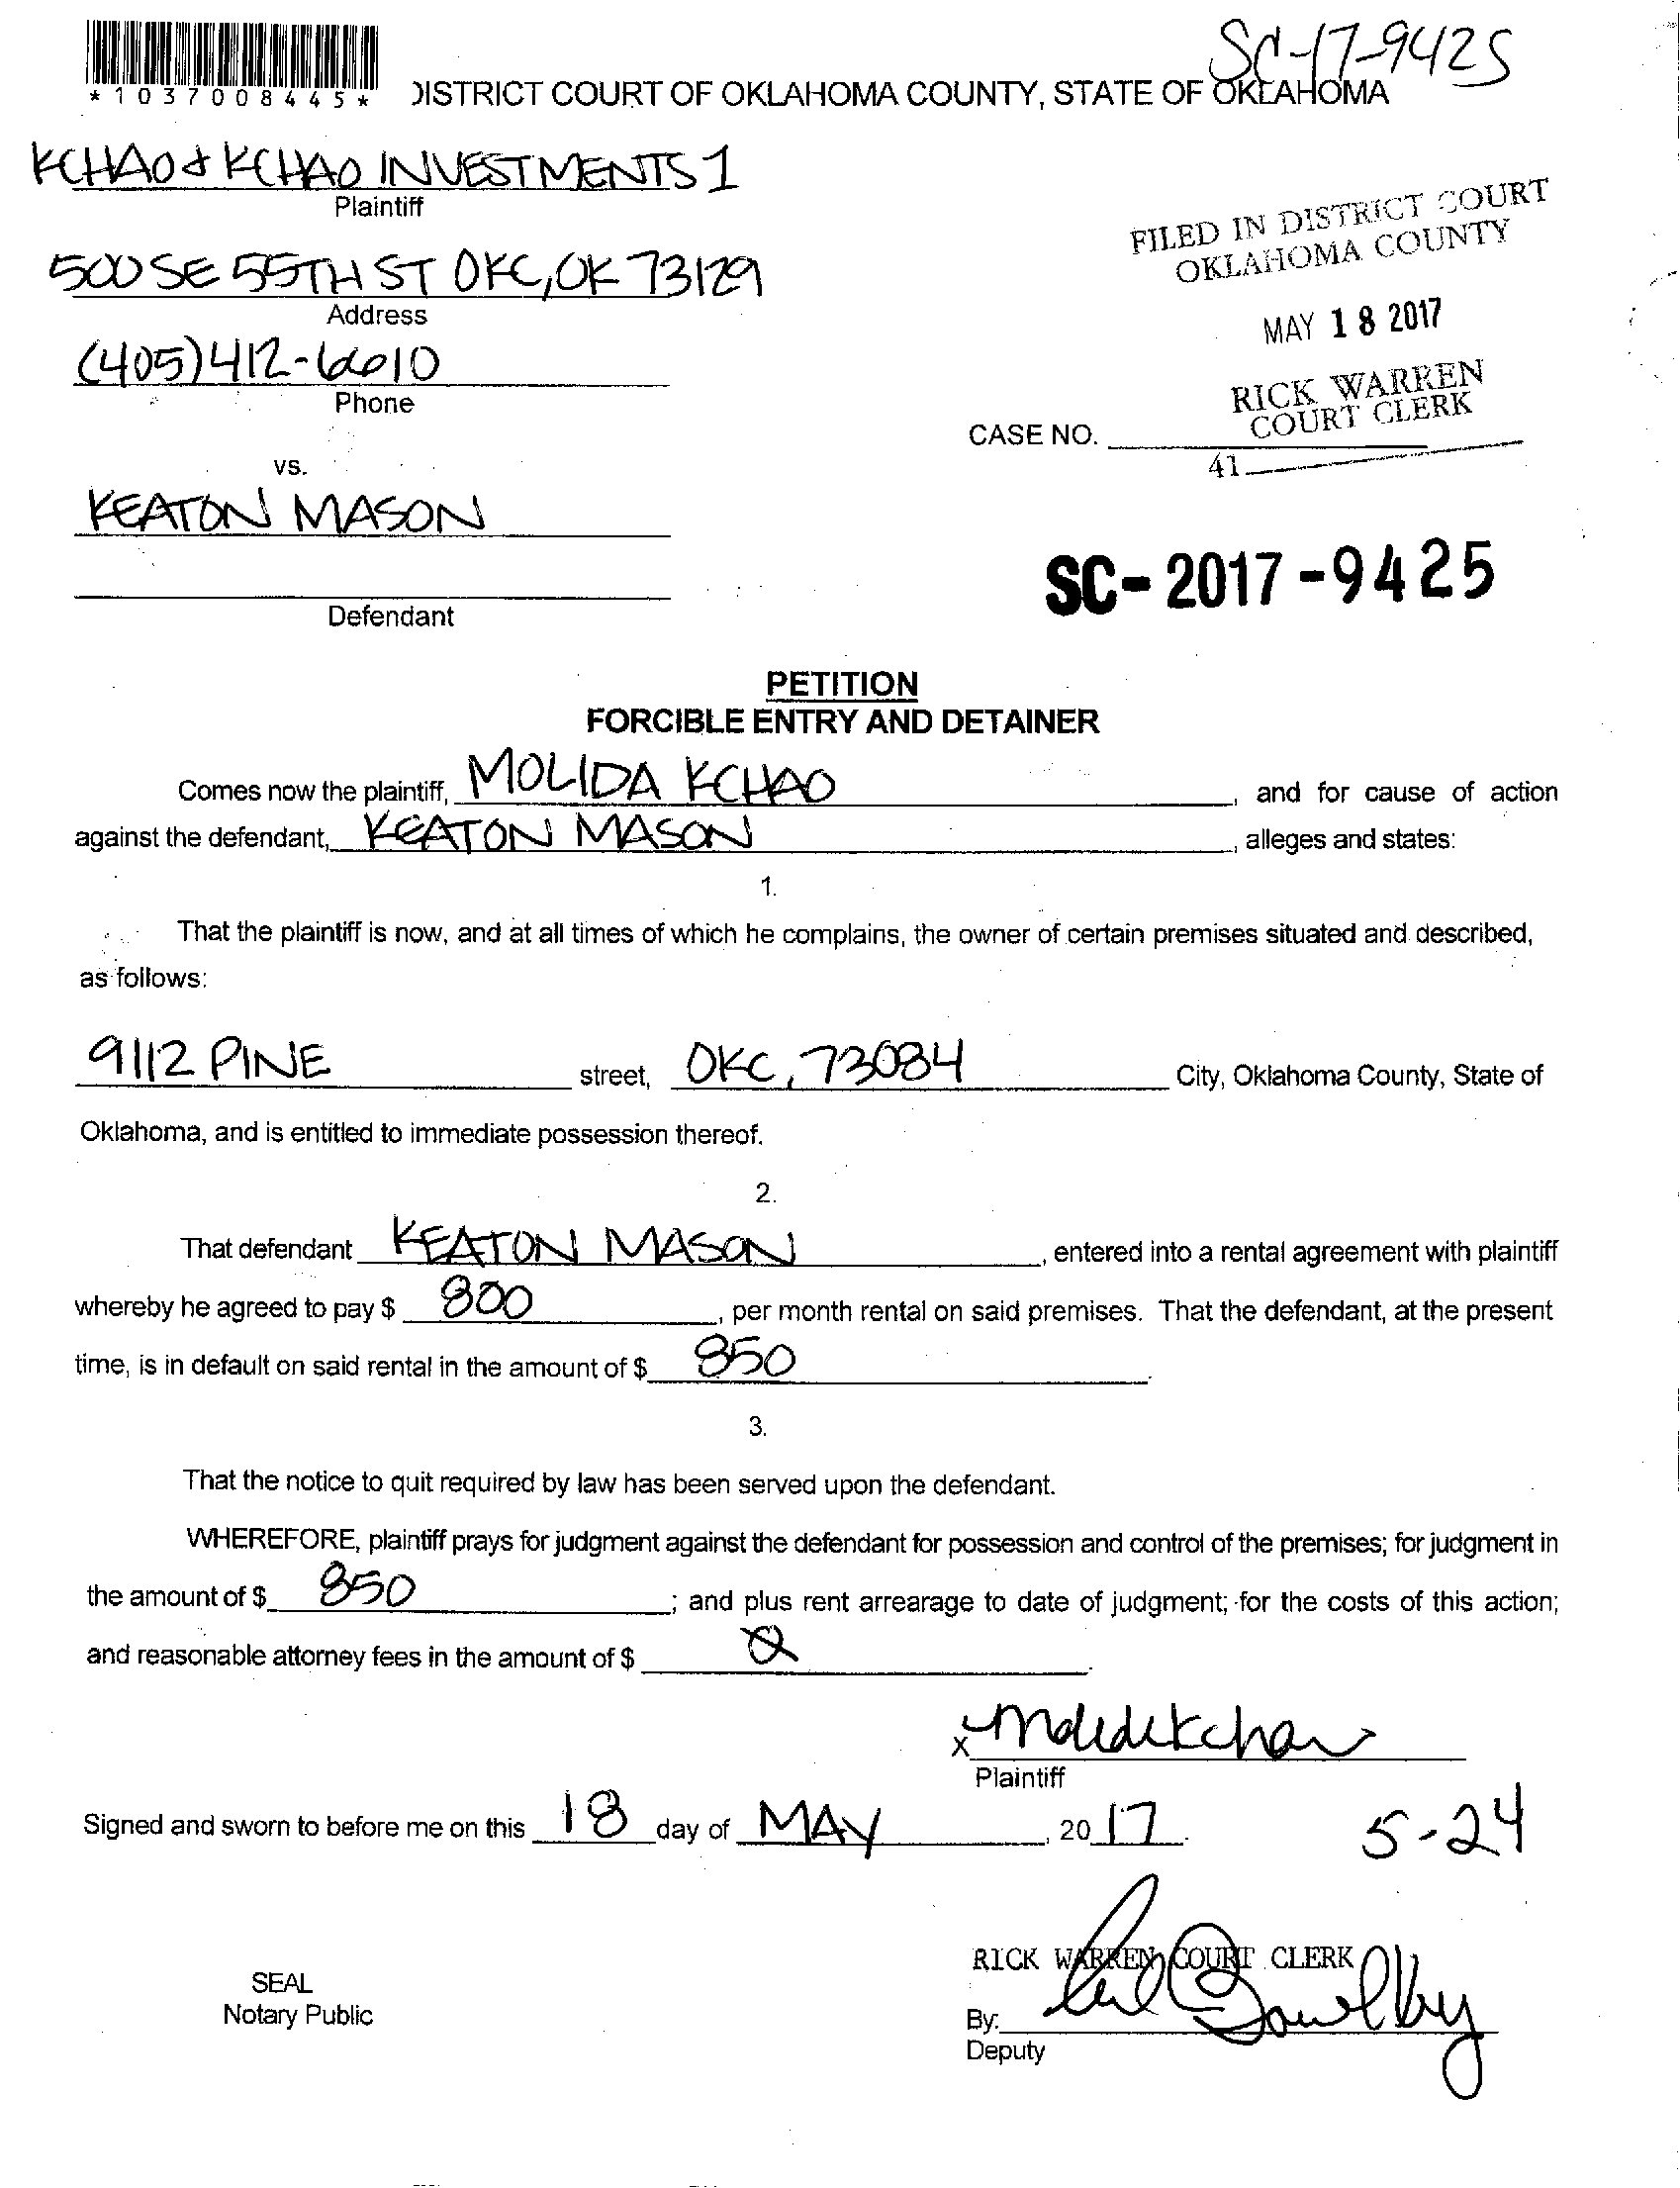 SC-17-9425
*1037008445*
DISTRICT COURT OF OKLAHOMA COUNTY, STATE OF OKLAHOMA
KCHAO & KCHAO INVESTMENTS 1
Plaintiff
FILED IN DISTRICT COURT
OKLAHOMA COUNTY
500 SE 55TH ST OKC, OK 73129
Address
MAY 18 2017
(405) 412-6610
Phone
RICK WARREN
COURT CLERK
CASE NO.
41
vs.
KEATON MASON
SC-2017-9425
Defendant
PETITION
FORCIBLE ENTRY AND DETAINER
Comes now the plaintiff, MOLIDA KCHAO, and for cause of action
against the defendant, KEATON MASON, alleges and states:
1.
That the plaintiff is now, and at all times of which he complains, the owner of certain premises situated and described,
as follows:
9112 PINE street, OKC, 73084 City, Oklahoma County, State of
Oklahoma, and is entitled to immediate possession thereof.
2.
That defendant KEATON MASON, entered into a rental agreement with plaintiff
whereby he agreed to pay $ 800, per month rental on said premises. That the defendant, at the present
time, is in default on said rental in the amount of $ 850.
3.
That the notice to quit required by law has been served upon the defendant.
WHEREFORE, plaintiff prays for judgment against the defendant for possession and control of the premises; for judgment in
the amount of $ 850; and plus rent arrearage to date of judgment; for the costs of this action;
and reasonable attorney fees in the amount of $ 0.
x Molida Kchao
Plaintiff
Signed and sworn to before me on this 18 day of MAY, 2017.
5-24
RICK WARREN COURT CLERK
SEAL
Notary Public
By:
Deputy